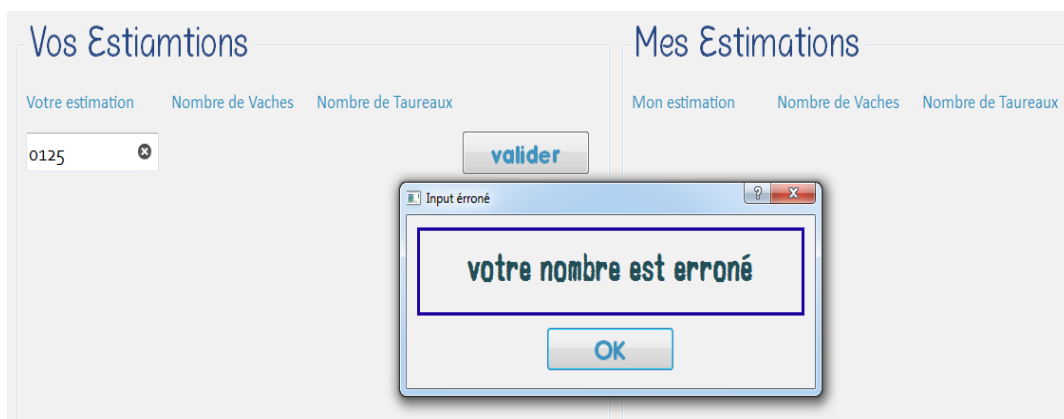 Vos Estiamtions
Mes Estimations
Votre estimation Nombre de Vaches Nombre de Taureaux
Mon estimation Nombre de Vaches Nombre de Taureaux
0125
valider
Input érroné
votre nombre est erroné
OK